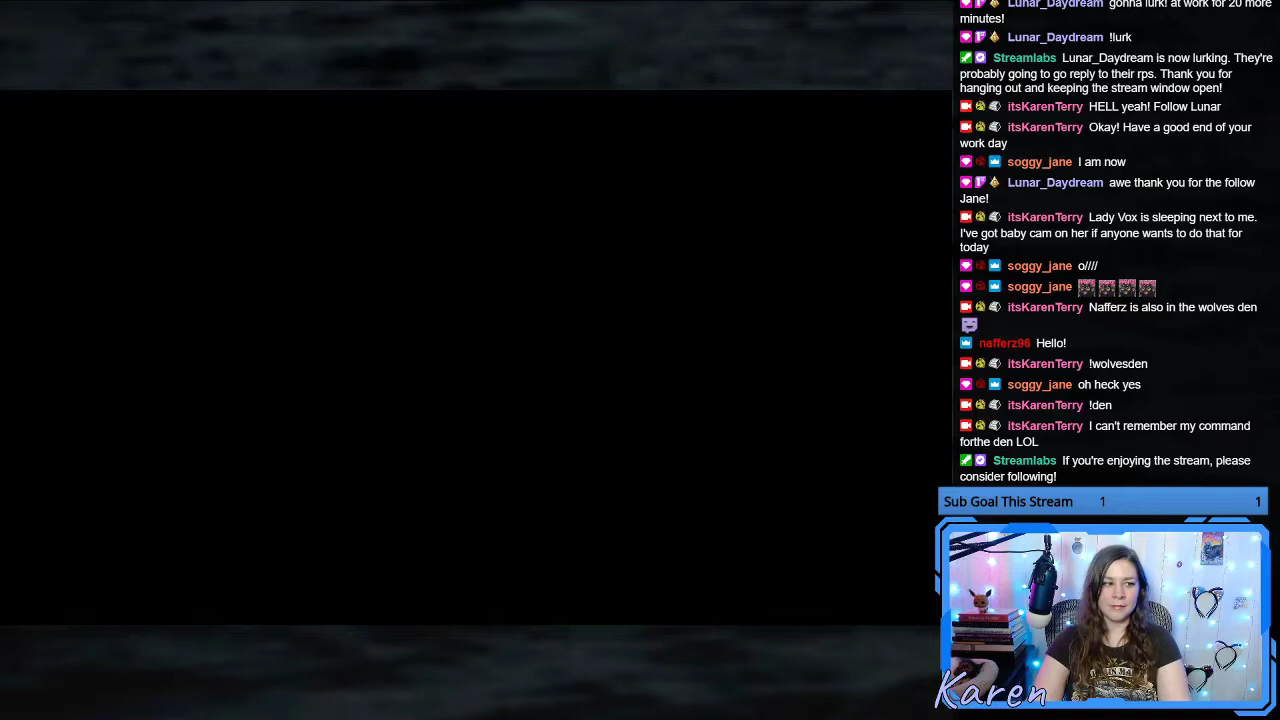 Lunar_Daydream gonna lurk! at work for 20 more
minutes!
Lunar_Daydream !lurk
Streamlabs Lunar_Daydream is now lurking. They're
probably going to go reply to their rps. Thank you for
hanging out and keeping the stream window open!
itsKarenTerry HELL yeah! Follow Lunar
itsKarenTerry Okay! Have a good end of your
work day
soggy_jane I am now
Lunar_Daydream awe thank you for the follow
Jane!
itsKarenTerry Lady Vox is sleeping next to me.
I've got baby cam on her if anyone wants to do that for
today
soggy_jane o////
soggy_jane
itsKarenTerry Nafferz is also in the wolves den
nafferz96 Hello!
itsKarenTerry !wolvesden
soggy_jane oh heck yes
itsKarenTerry !den
itsKarenTerry I can't remember my command
forthe den LOL
Streamlabs If you're enjoying the stream, please
consider following!
Sub Goal This Stream 1 1
Karen